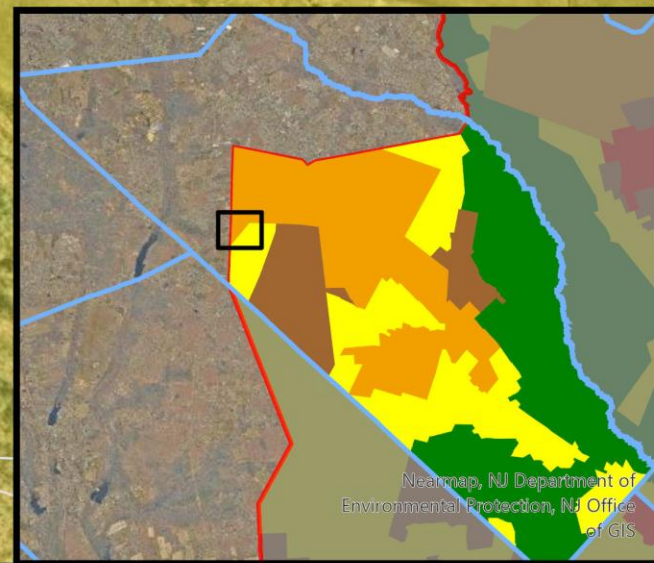 Nearmap, NJ Department of
Environmental Protection, NJ Office
of GIS